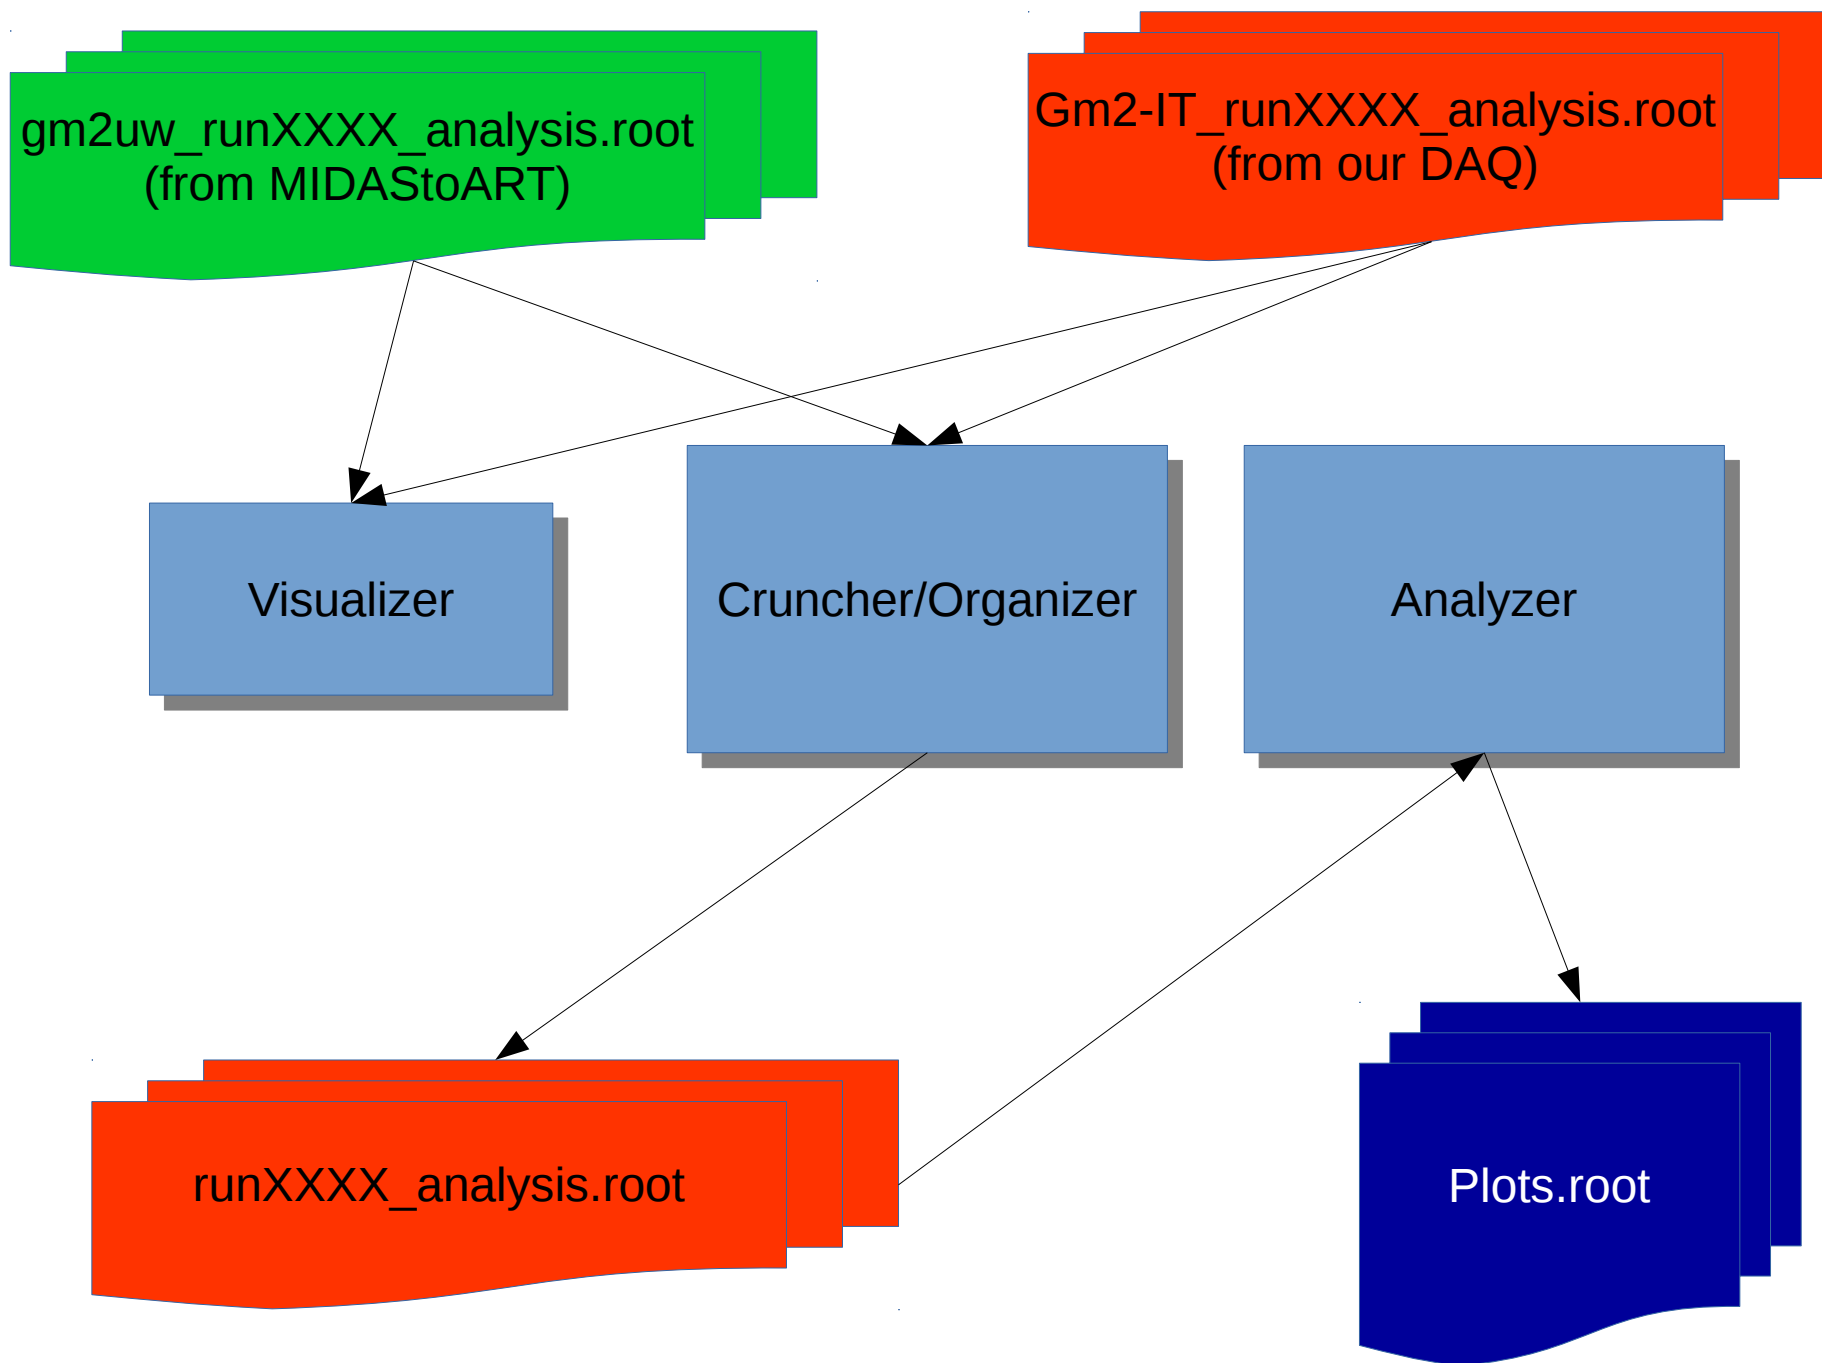 gm2uw_runXXXX_analysis.root
(from MIDAStoART)
Gm2-IT_runXXXX_analysis.root
(from our DAQ)
Visualizer
Cruncher/Organizer
Analyzer
runXXXX_analysis.root
Plots.root